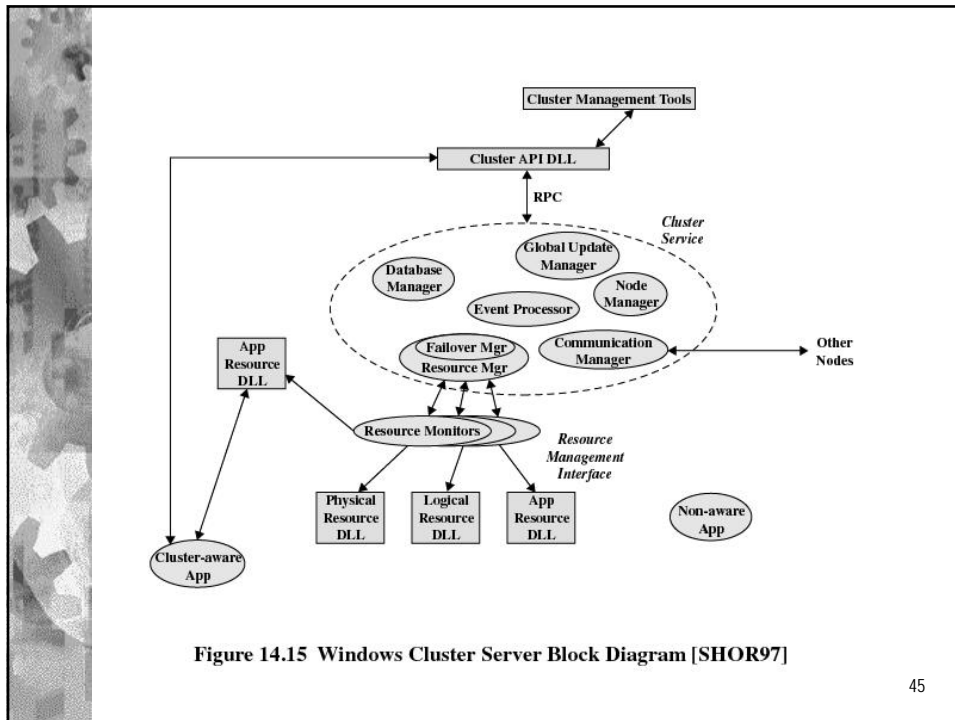 Cluster Management Tools
Cluster API DLL
RPC
Cluster
Service
Global Update
Manager
Database
Manager
Node
Manager
Event Processor
Failover Mgr
Resource Mgr
Communication
Manager
Other
Nodes
App
Resource
DLL
Resource Monitors
Resource
Management
Interface
Physical
Resource
DLL
Logical
Resource
DLL
App
Resource
DLL
Non-aware
App
Cluster-aware
App
Figure 14.15 Windows Cluster Server Block Diagram [SHOR97]
45